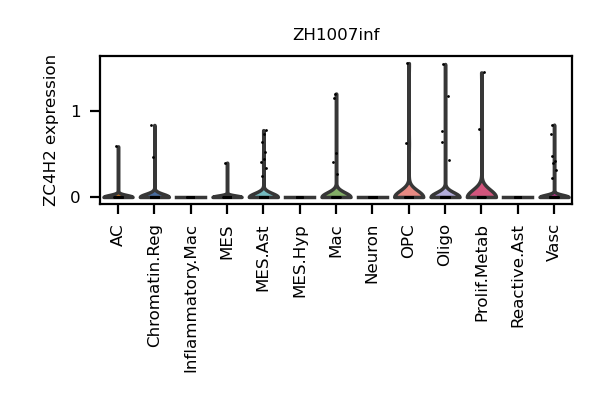 ZH1007inf
ZC4H2 expression
1
0
AC
Chromatin.Reg
Inflammatory.Mac
MES
MES.Ast
MES.Hyp
Mac
Neuron
OPC
Oligo
Prolif.Metab
Reactive.Ast
Vasc